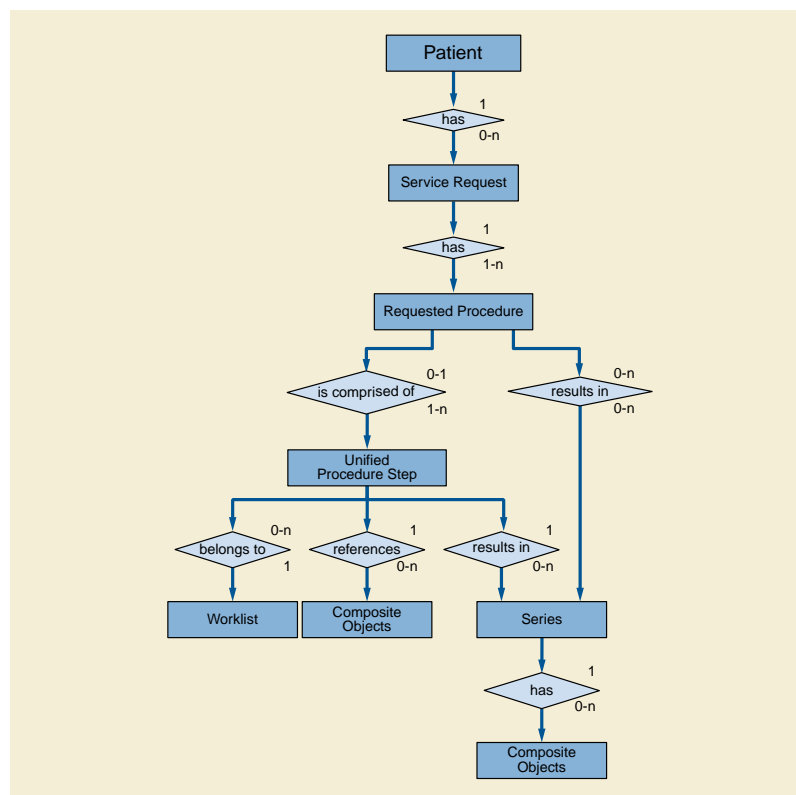 Patient
1
has
0-n
Service Request
1
has
1-n
Requested Procedure
0-1
is comprised of
1-n
0-n
results in
0-n
Unified
Procedure Step
0-n
belongs to
1
1
references
0-n
1
results in
0-n
Worklist
Composite
Objects
Series
1
has
0-n
Composite
Objects